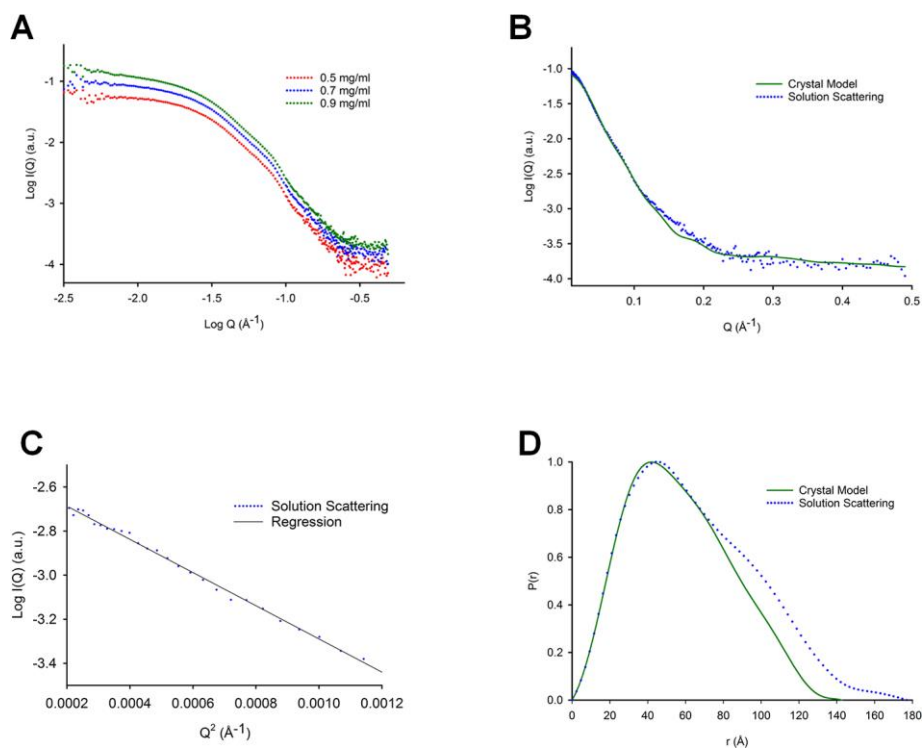 A
Log I(Q) (a.u.)
-1
-2
-3
-4
-2.5
-2.0
-1.5
-1.0
-0.5
Log Q (Å⁻¹)
0.5 mg/ml
0.7 mg/ml
0.9 mg/ml
B
Log I(Q) (a.u.)
-1.0
-1.5
-2.0
-2.5
-3.0
-3.5
-4.0
0.1
0.2
0.3
0.4
0.5
Q (Å⁻¹)
Crystal Model
Solution Scattering
C
Log I(Q) (a.u.)
-2.6
-2.8
-3.0
-3.2
-3.4
0.0002
0.0004
0.0006
0.0008
0.0010
0.0012
Q² (Å⁻¹)
Solution Scattering
Regression
D
P(r)
1.0
0.8
0.6
0.4
0.2
0.0
0
20
40
60
80
100
120
140
160
180
r (Å)
Crystal Model
Solution Scattering